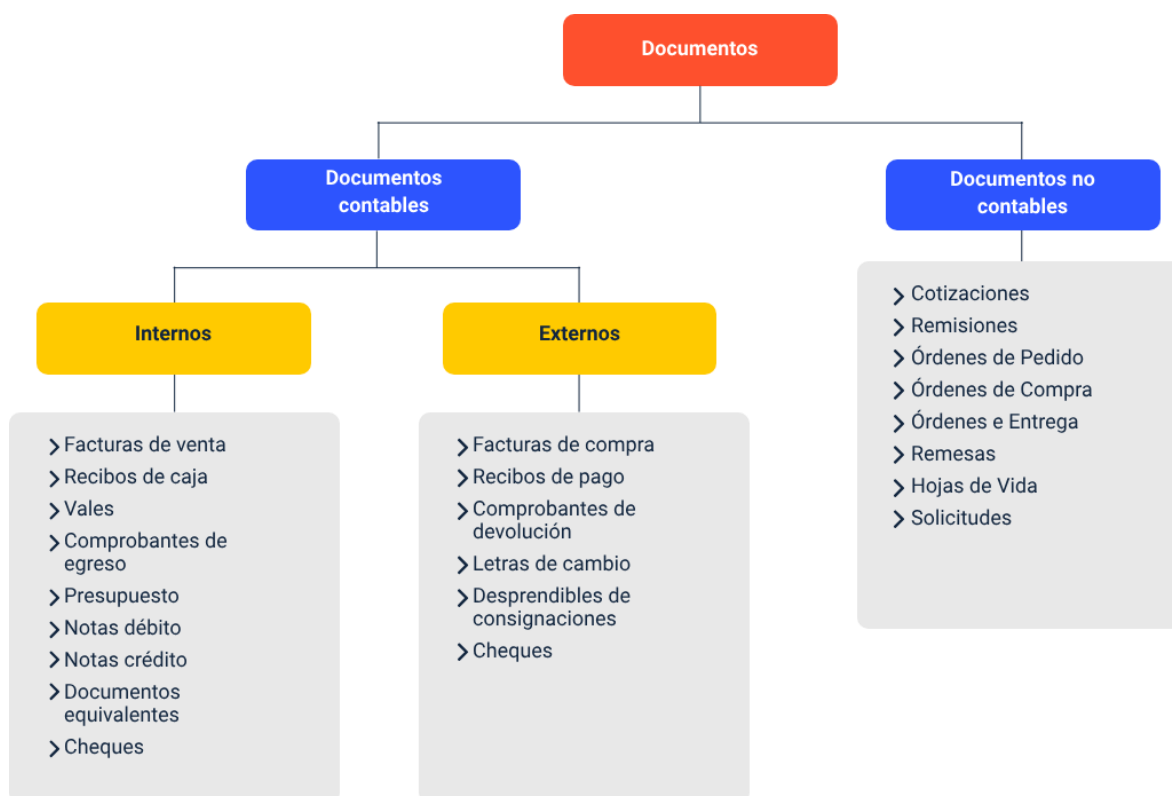 Documentos
Documentos
contables
Documentos no
contables
Internos
Facturas de venta
Recibos de caja
Vales
Comprobantes de
egreso
Presupuesto
Notas débito
Notas crédito
Documentos
equivalentes
Cheques
Externos
Facturas de compra
Recibos de pago
Comprobantes de
devolución
Letras de cambio
Desprendibles de
consignaciones
Cheques
Cotizaciones
Remisiones
Órdenes de Pedido
Órdenes de Compra
Órdenes e Entrega
Remesas
Hojas de Vida
Solicitudes